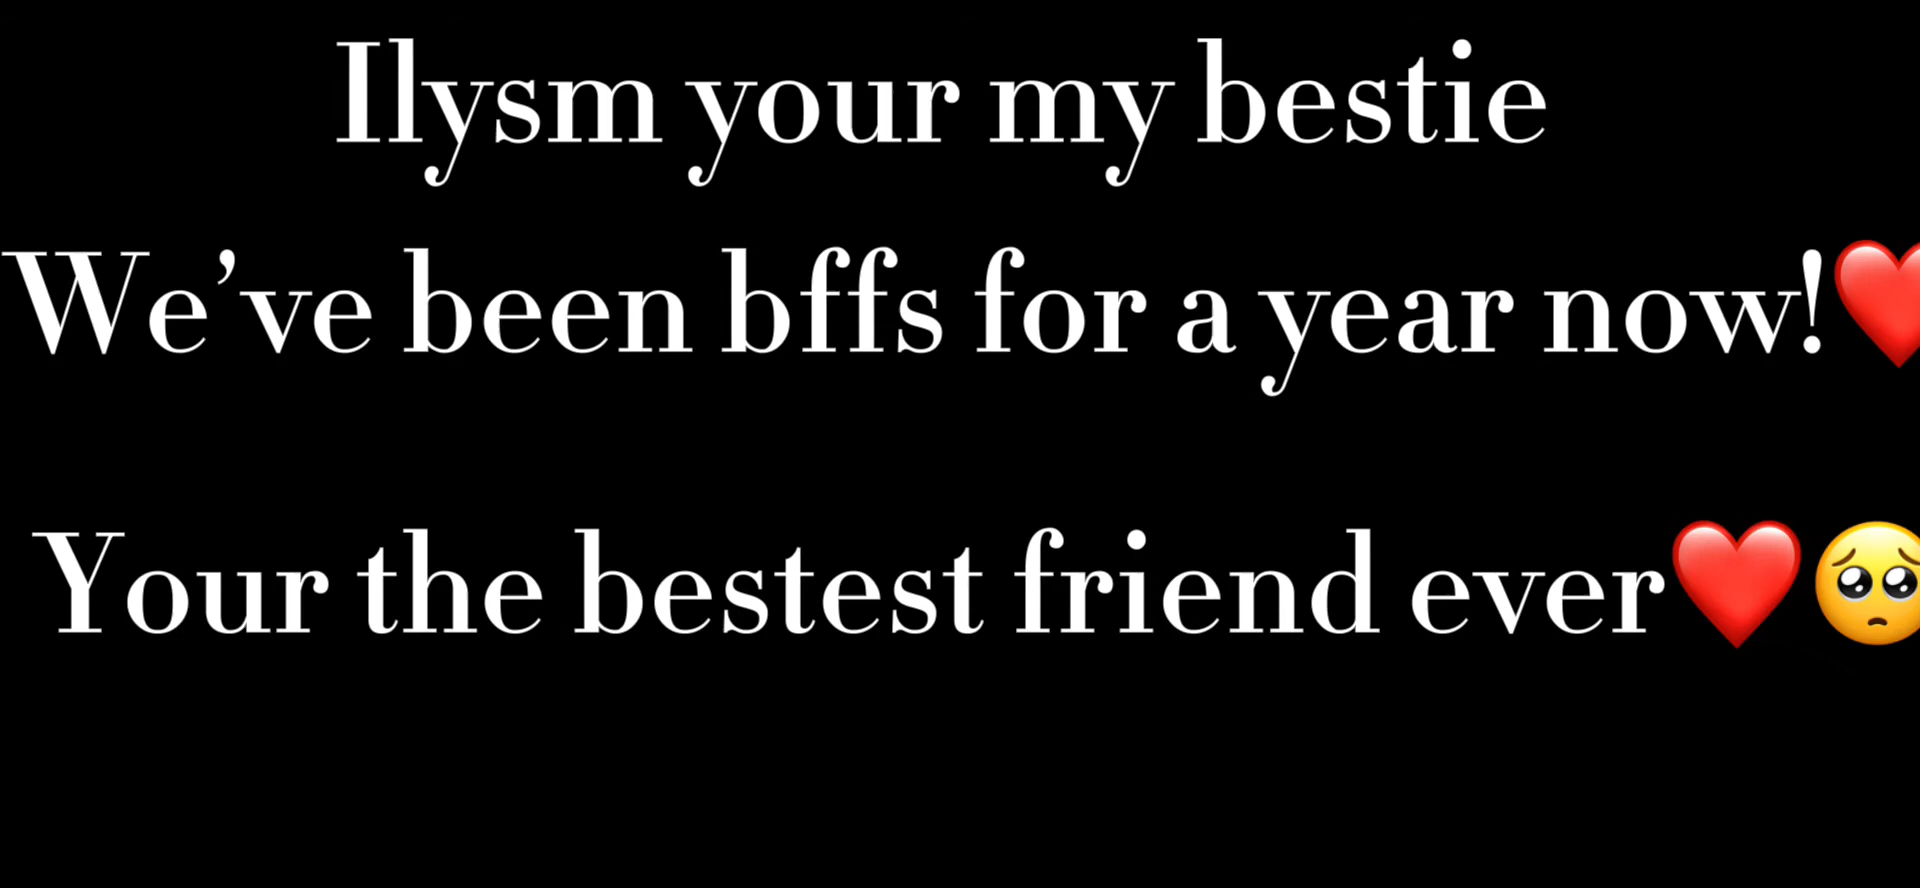 Ilysm your my bestie
We’ve been bffs for a year now!❤️
Your the bestest friend ever❤️🥺